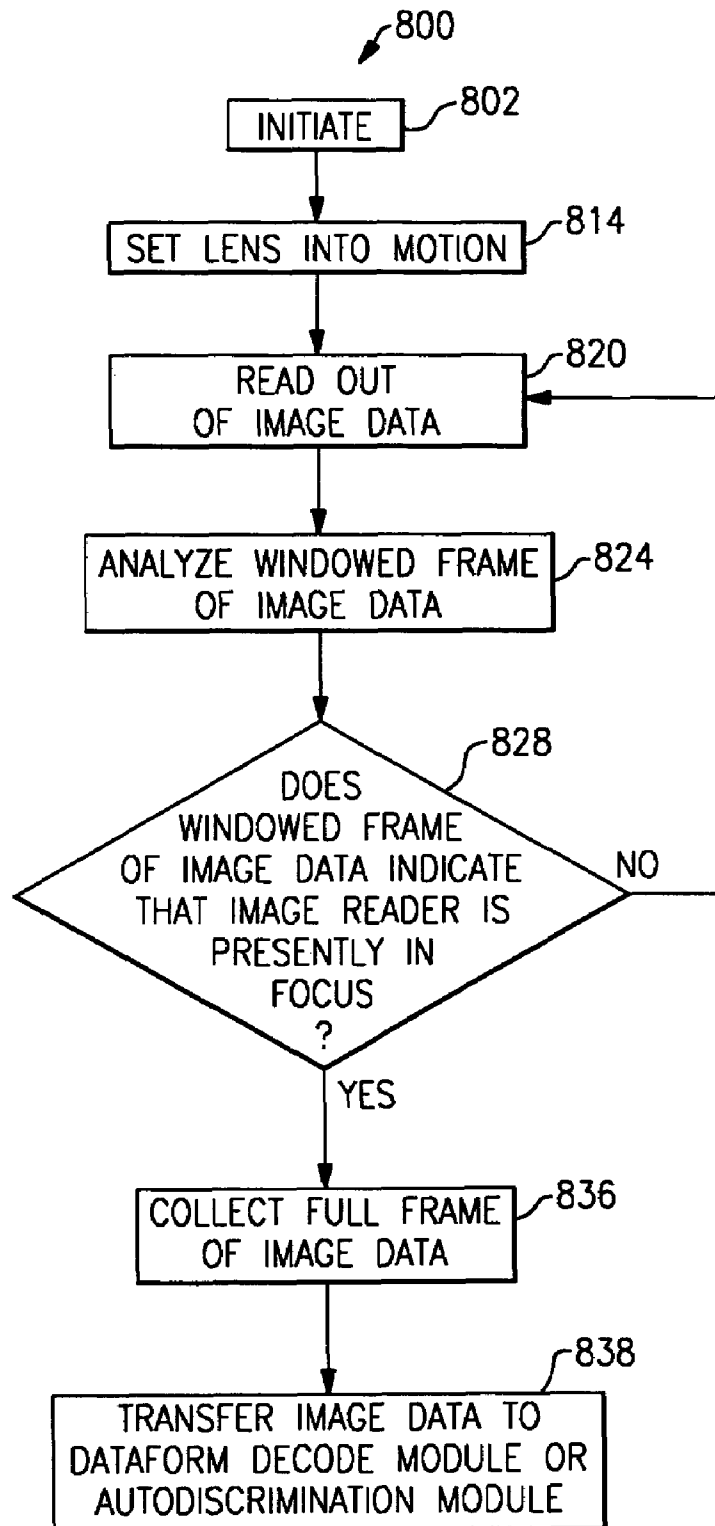 800
INITIATE
802
SET LENS INTO MOTION
814
READ OUT
OF IMAGE DATA
820
ANALYZE WINDOWED FRAME
OF IMAGE DATA
824
DOES
WINDOWED FRAME
OF IMAGE DATA INDICATE
THAT IMAGE READER IS
PRESENTLY IN
FOCUS
?
828
NO
YES
COLLECT FULL FRAME
OF IMAGE DATA
836
TRANSFER IMAGE DATA TO
DATAFORM DECODE MODULE OR
AUTODISCRIMINATION MODULE
838